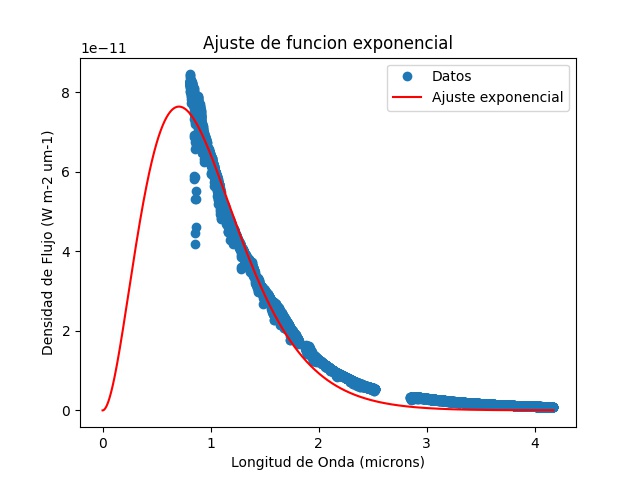 Ajuste de funcion exponencial
1e−11
Datos
Ajuste exponencial
8
6
4
2
0
Densidad de Flujo (W m-2 um-1)
0 1 2 3 4
Longitud de Onda (microns)